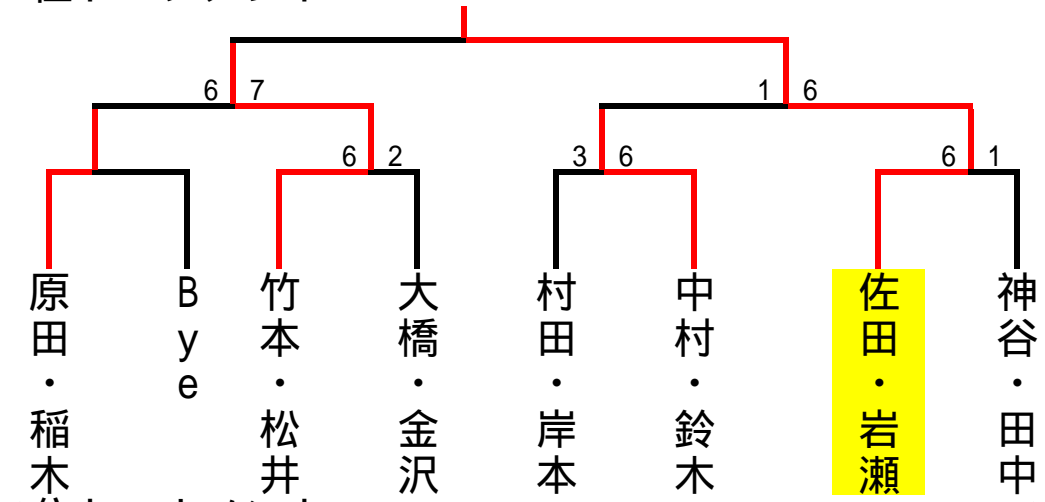 6 7
1 6
6 2
3 6
6 1
原田・稲木
Bye
竹本・松井
大橋・金沢
村田・岸本
中村・鈴木
佐田・岩瀬
神谷・田中